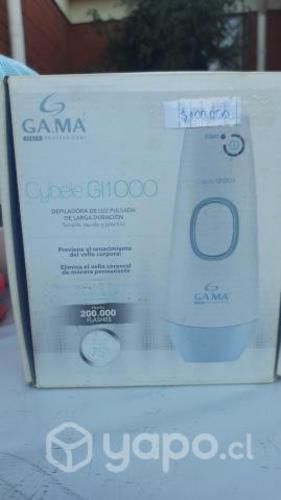 GA.MA
PROFESSIONAL
$100.000
START
Cybele GI1000
DEPILADORA DE LUZ PULSADA
DE LARGA DURACIÓN
Simple, rápida y práctica
Previene el renacimiento
del vello corporal
Elimina el vello corporal
de manera permanente
200.000
FLASHES
GA.MA
yapo.cl